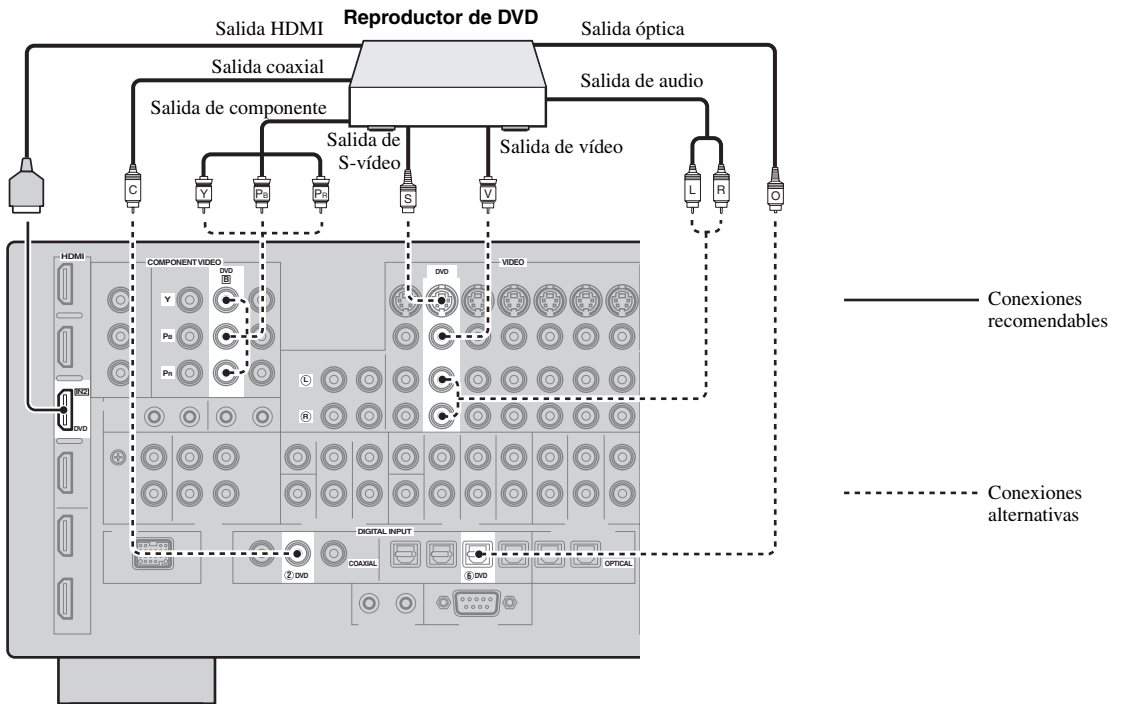 Reproductor de DVD
Salida HDMI
Salida óptica
Salida coaxial
Salida de audio
Salida de componente
Salida de
S-vídeo
Salida de vídeo
C
Y
PB
PR
S
V
L
R
O
HDMI
COMPONENT VIDEO
DVD
B
DVD
VIDEO
Y
PB
PR
Conexiones
recomendables
IN2
DVD
L
R
Conexiones
alternativas
DIGITAL INPUT
COAXIAL
OPTICAL
② DVD
⑥ DVD